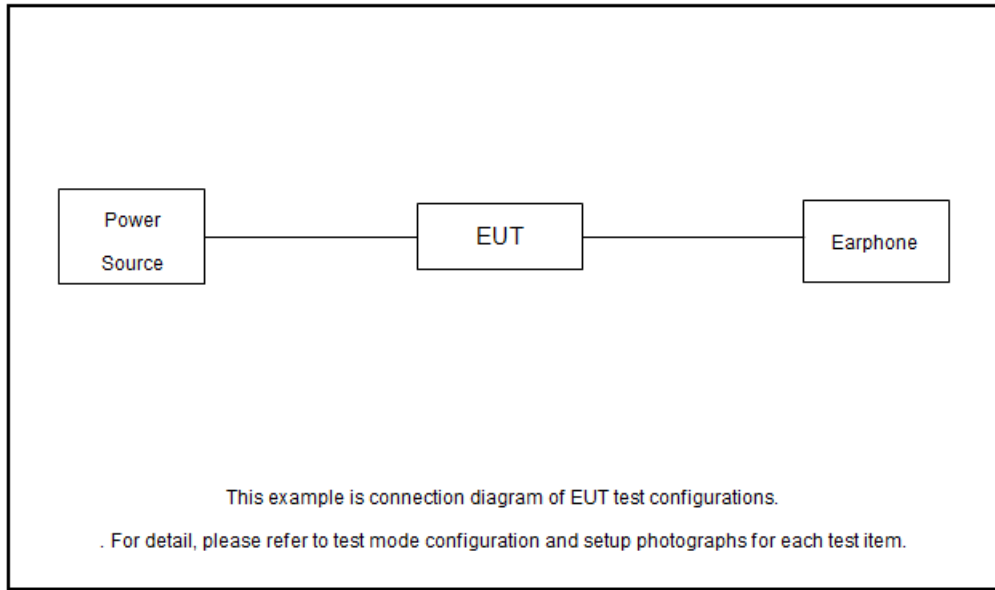 Power
Source
EUT
Earphone
This example is connection diagram of EUT test configurations.
. For detail, please refer to test mode configuration and setup photographs for each test item.